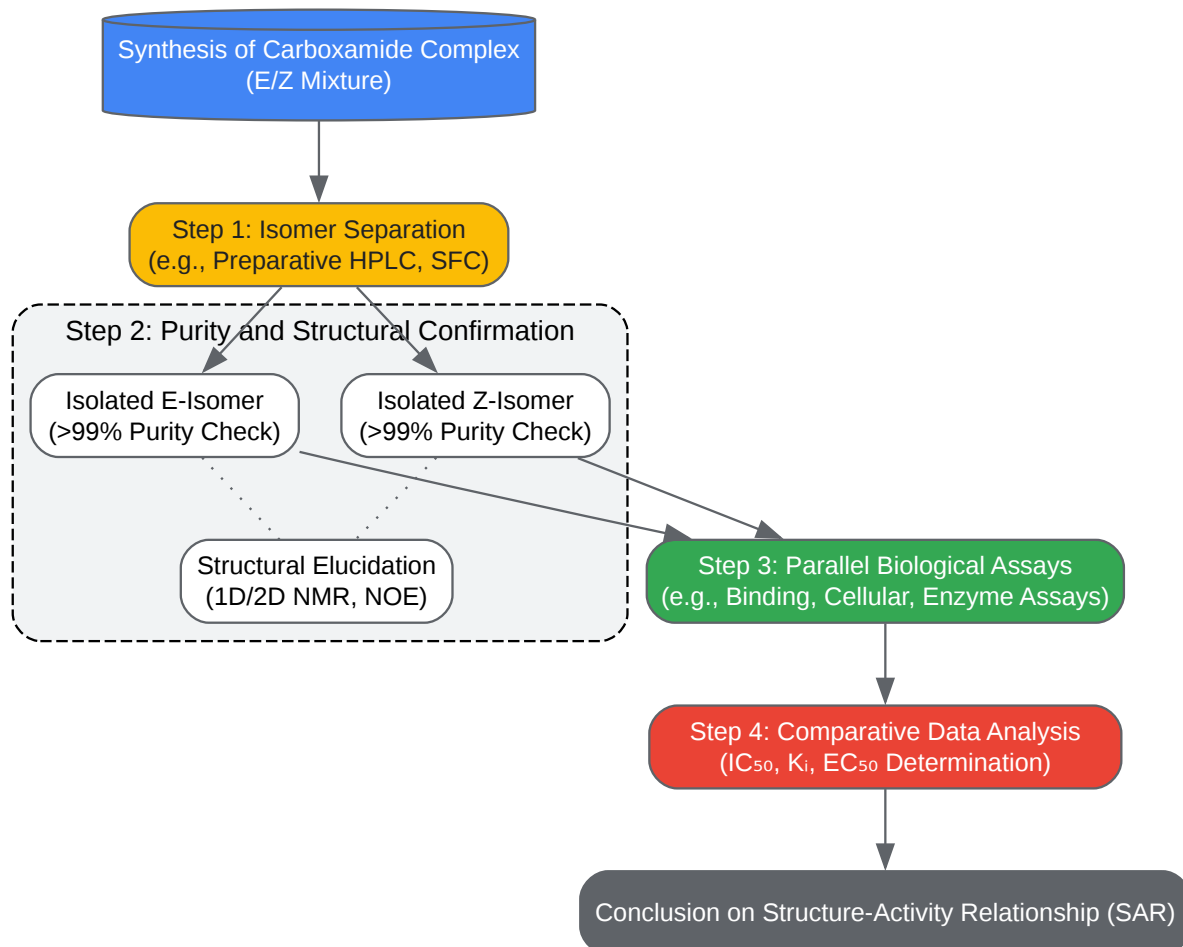 Synthesis of Carboxamide Complex
(E/Z Mixture)
Step 1: Isomer Separation
(e.g., Preparative HPLC, SFC)
Step 2: Purity and Structural Confirmation
Isolated E-Isomer
(>99% Purity Check)
Isolated Z-Isomer
(>99% Purity Check)
Structural Elucidation
(1D/2D NMR, NOE)
Step 3: Parallel Biological Assays
(e.g., Binding, Cellular, Enzyme Assays)
Step 4: Comparative Data Analysis
(IC₅₀, Kᵢ, EC₅₀ Determination)
Conclusion on Structure-Activity Relationship (SAR)